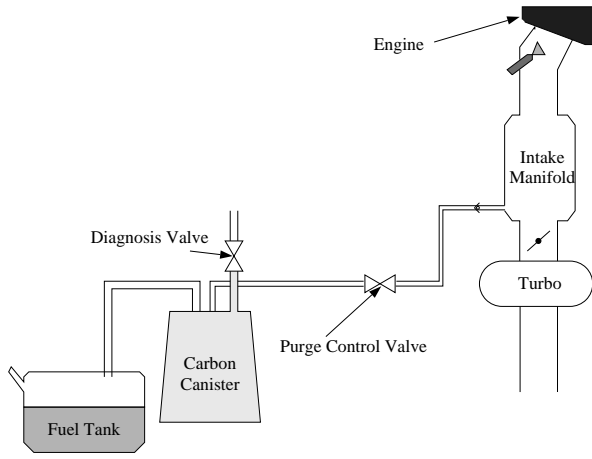 Engine
Intake
Manifold
Diagnosis Valve
Turbo
Purge Control Valve
Carbon
Canister
Fuel Tank